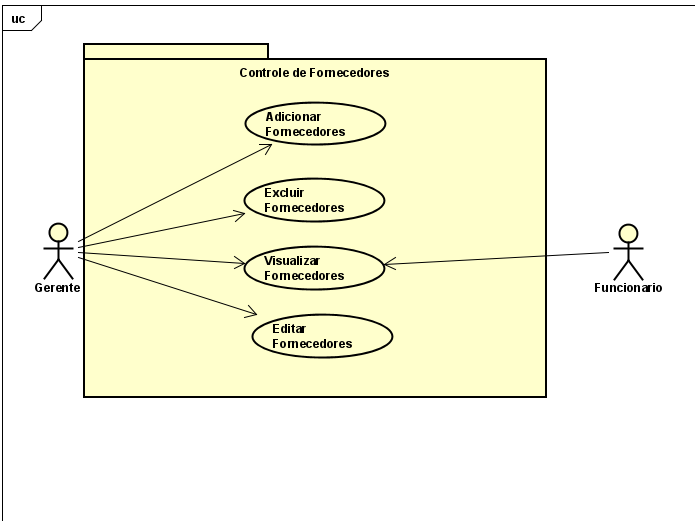 uc
Controle de Fornecedores
Adicionar
Fornecedores
Excluir
Fornecedores
Visualizar
Fornecedores
Gerente
Funcionario
Editar
Fornecedores